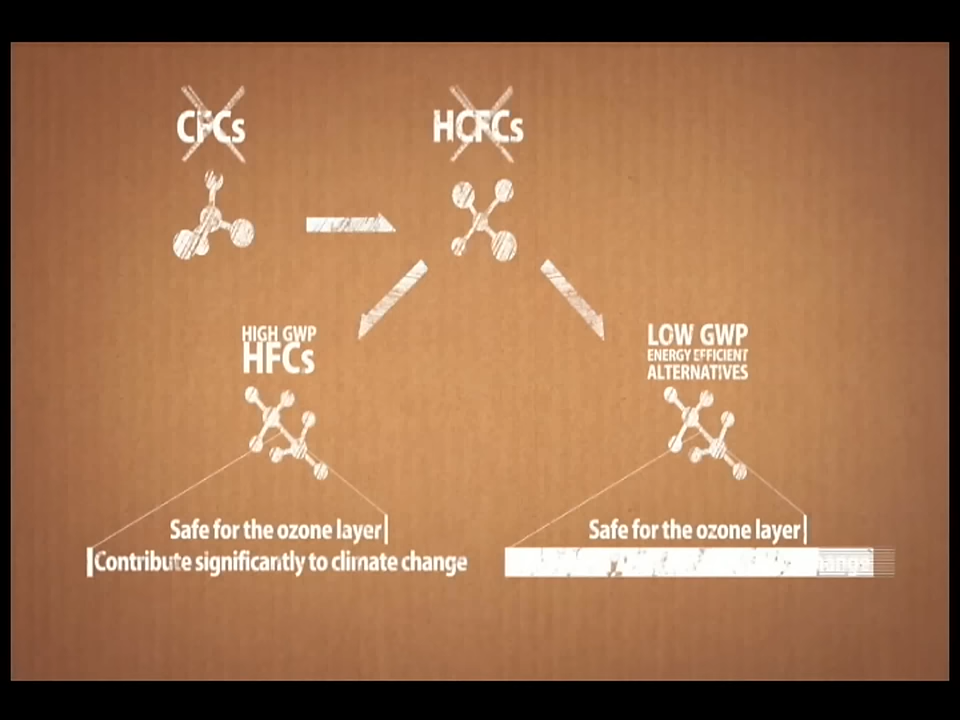 CFCs
HCFCs
HIGH GWP
HFCs
LOW GWP
ENERGY EFFICIENT
ALTERNATIVES
Safe for the ozone layer
Contribute significantly to climate change
Safe for the ozone layer